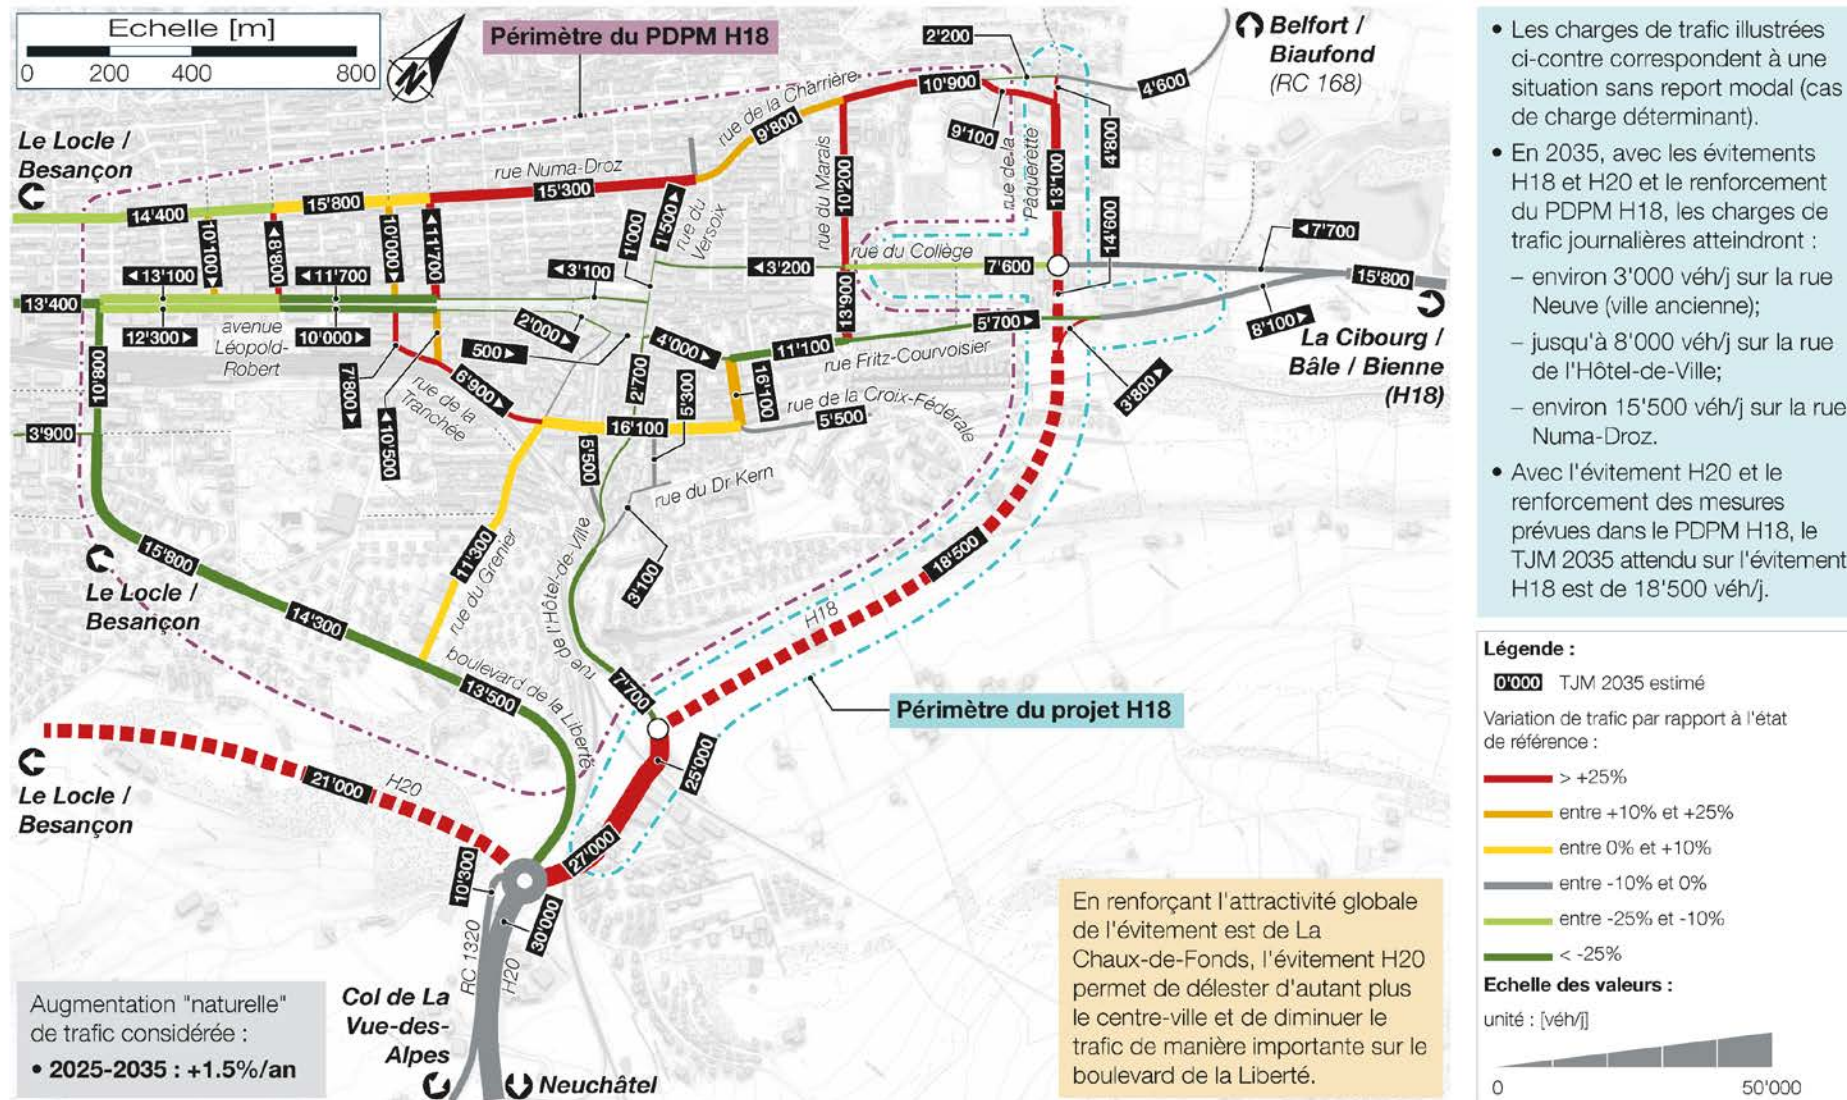 Echelle [m]
0 200 400 800
N
Périmètre du PDPM H18
2'200
Belfort /
Biaufond
(RC 168)
4'600
10'900
rue de la Charrière
9'800
9'100
4'800
Le Locle /
Besançon
rue Numa-Droz
15'300
15'800
14'400
rue du Marais
10'200
rue de la
Pâquerette
13'100
14'600
10'100
◄8'800
10'000►
◄11'700
1'000
1'500►
rue du
Versoix
rue du Collège
◄7'700
◄13'100
◄11'700
◄3'100
◄3'200
7'600
15'800
13'400
12'300►
avenue
Léopold-
Robert
10'000►
2'000►
500►
4'000►
13'900
11'100
5'700►
8'100►
rue Fritz-Courvoisier
La Cibourg /
Bâle / Bienne
(H18)
10'800
7'800►
◄10'500
6'900►
rue de la
Tranchée
2'700
5'300
16'100
rue de la Croix-Fédérale
5'500
3'800►
3'900
16'100
5'500
rue du Dr Kern
15'800
11'300
rue du Grenier
3'100
18'500
Le Locle /
Besançon
14'300
rue de l'Hôtel-de-Ville
H18
boulevard de la Liberté
13'500
7'700
Périmètre du projet H18
25'000
Le Locle /
Besançon
21'000
H20
27'000
10'300
30'000
RC 1320
H20
Col de La
Vue-des-
Alpes
Neuchâtel
Augmentation "naturelle"
de trafic considérée :
• 2025-2035 : +1.5%/an
En renforçant l'attractivité globale
de l'évitement est de La
Chaux-de-Fonds, l'évitement H20
permet de délester d'autant plus
le centre-ville et de diminuer le
trafic de manière importante sur le
boulevard de la Liberté.
• Les charges de trafic illustrées
ci-contre correspondent à une
situation sans report modal (cas
de charge déterminant).
• En 2035, avec les évitements
H18 et H20 et le renforcement
du PDPM H18, les charges de
trafic journalières atteindront :
– environ 3'000 véh/j sur la rue
Neuve (ville ancienne);
– jusqu'à 8'000 véh/j sur la rue
de l'Hôtel-de-Ville;
– environ 15'500 véh/j sur la rue
Numa-Droz.
• Avec l'évitement H20 et le
renforcement des mesures
prévues dans le PDPM H18, le
TJM 2035 attendu sur l'évitement
H18 est de 18'500 véh/j.
Légende :
0'000 TJM 2035 estimé
Variation de trafic par rapport à l'état
de référence :
> +25%
entre +10% et +25%
entre 0% et +10%
entre -10% et 0%
entre -25% et -10%
< -25%
Echelle des valeurs :
unité : [véh/j]
0 50'000